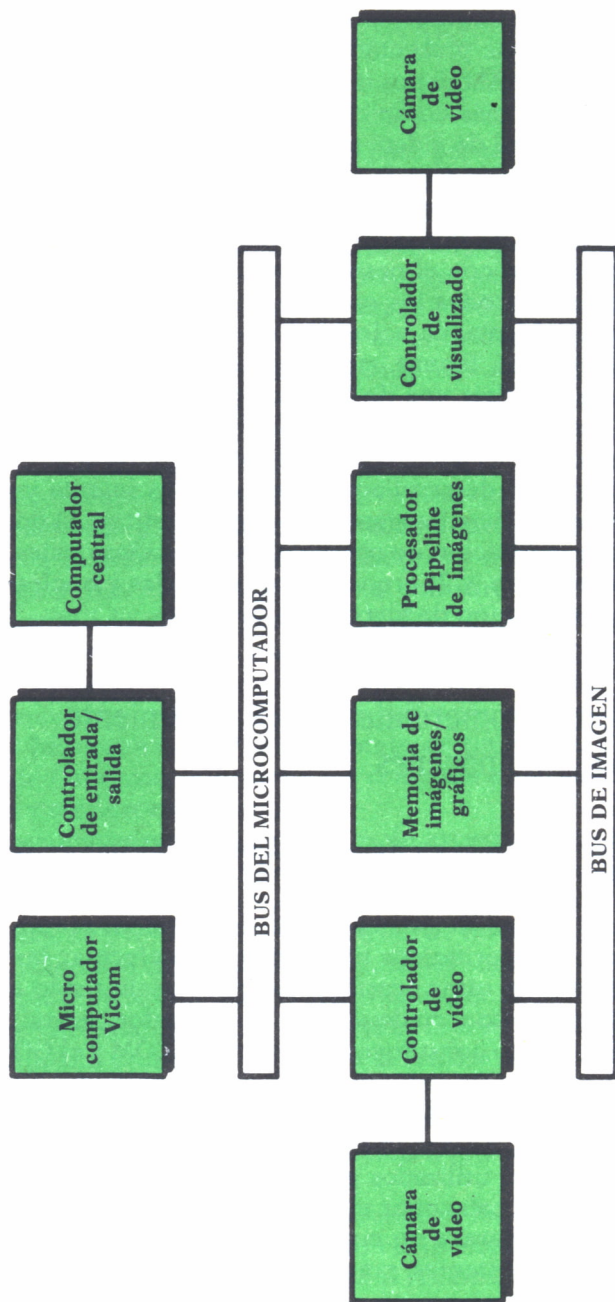 Micro
computador
Vicom
Controlador
de entrada/
salida
Computador
central
BUS DEL MICROCOMPUTADOR
Cámara
de
vídeo
Controlador
de
vídeo
Memoria de
imágenes/
gráficos
Procesador
Pipeline
de imágenes
Controlador
de
visualizado
Cámara
de
vídeo
BUS DE IMAGEN